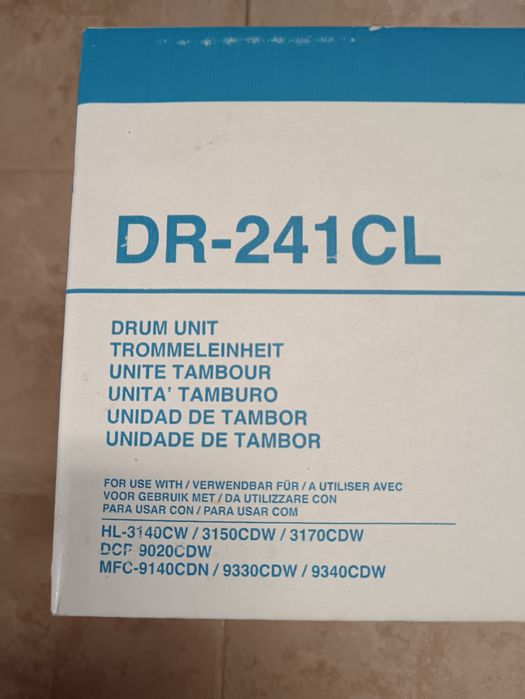 DR-241CL
DRUM UNIT
TROMMELEINHEIT
UNITE TAMBOUR
UNITA' TAMBURO
UNIDAD DE TAMBOR
UNIDADE DE TAMBOR
FOR USE WITH / VERWENDBAR FÜR / A UTILISER AVEC
VOOR GEBRUIK MET / DA UTILIZZARE CON
PARA USAR CON / PARA USAR COM
HL-3140CW / 3150CDW / 3170CDW
DCP 9020CDW
MFC-9140CDN / 9330CDW / 9340CDW